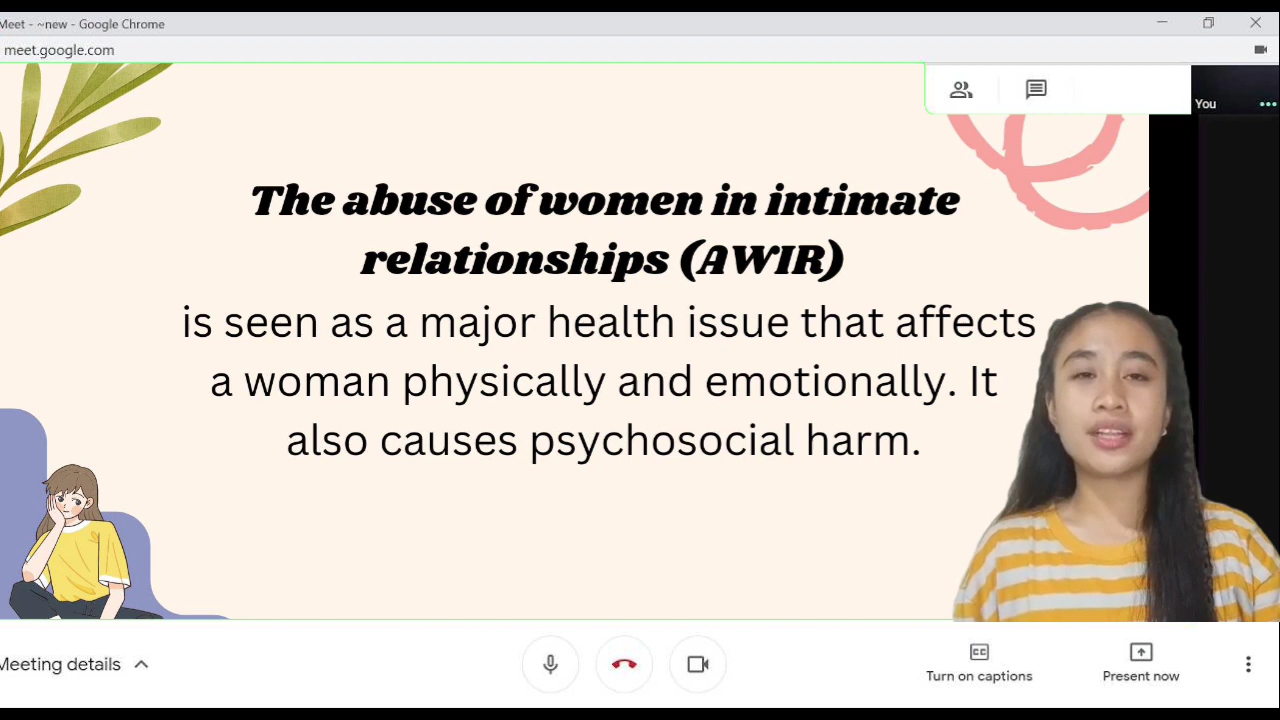 Meet - ~new - Google Chrome
meet.google.com
You
The abuse of women in intimate
relationships (AWIR)
is seen as a major health issue that affects
a woman physically and emotionally. It
also causes psychosocial harm.
Meeting details
CC
Turn on captions
Present now